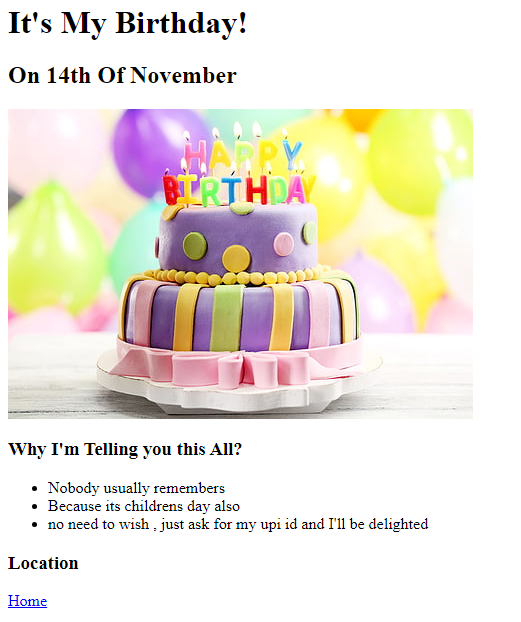 It's My Birthday!
On 14th Of November
HAPPY
BIRTHDAY
Why I'm Telling you this All?
Nobody usually remembers
Because its childrens day also
no need to wish , just ask for my upi id and I'll be delighted
Location
Home